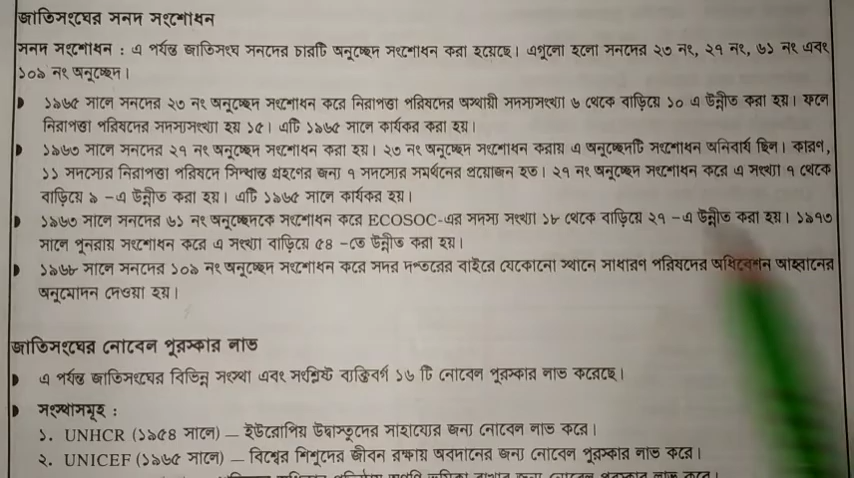 জাতিসংঘের সনদ সংশোধন
সনদ সংশোধন : এ পর্যন্ত জাতিসংঘ সনদের চারটি অনুচ্ছেদ সংশোধন করা হয়েছে। এগুলো হলো সনদের ২৩ নং, ২৭ নং, ৬১ নং এবং
১০৯ নং অনুচ্ছেদ।
১৯৬৫ সালে সনদের ২৩ নং অনুচ্ছেদ সংশোধন করে নিরাপত্তা পরিষদের অস্থায়ী সদস্যসংখ্যা ৬ থেকে বাড়িয়ে ১০ এ উন্নীত করা হয়। ফলে
নিরাপত্তা পরিষদের সদস্যসংখ্যা হয় ১৫। এটি ১৯৬৫ সালে কার্যকর করা হয়।
১৯৬৩ সালে সনদের ২৭ নং অনুচ্ছেদ সংশোধন করা হয়। ২৩ নং অনুচ্ছেদ সংশোধন করায় এ অনুচ্ছেদটি সংশোধন অনিবার্য ছিল। কারণ,
১১ সদস্যের নিরাপত্তা পরিষদে সিদ্ধান্ত গ্রহণের জন্য ৭ সদস্যের সমর্থনের প্রয়োজন হত। ২৭ নং অনুচ্ছেদ সংশোধন করে এ সংখ্যা ৭ থেকে
বাড়িয়ে ৯ -এ উন্নীত করা হয়। এটি ১৯৬৫ সালে কার্যকর হয়।
১৯৬৩ সালে সনদের ৬১ নং অনুচ্ছেদকে সংশোধন করে ECOSOC-এর সদস্য সংখ্যা ১৮ থেকে বাড়িয়ে ২৭ -এ উন্নীত করা হয়। ১৯৭৩
সালে পুনরায় সংশোধন করে এ সংখ্যা বাড়িয়ে ৫৪ -তে উন্নীত করা হয়।
১৯৬৮ সালে সনদের ১০৯ নং অনুচ্ছেদ সংশোধন করে সদর দপ্তরের বাইরে যেকোনো স্থানে সাধারণ পরিষদের অধিবেশন আহ্বানের
অনুমোদন দেওয়া হয়।
জাতিসংঘের নোবেল পুরস্কার লাভ
এ পর্যন্ত জাতিসংঘের বিভিন্ন সংস্থা এবং সংশ্লিষ্ট ব্যক্তিবর্গ ১৬ টি নোবেল পুরস্কার লাভ করেছে।
সংস্থাসমূহ :
১. UNHCR (১৯৫৪ সালে) — ইউরোপিয় উদ্বাস্তুদের সাহায্যের জন্য নোবেল লাভ করে।
২. UNICEF (১৯৬৫ সালে) — বিশ্বের শিশুদের জীবন রক্ষায় অবদানের জন্য নোবেল পুরস্কার লাভ করে।